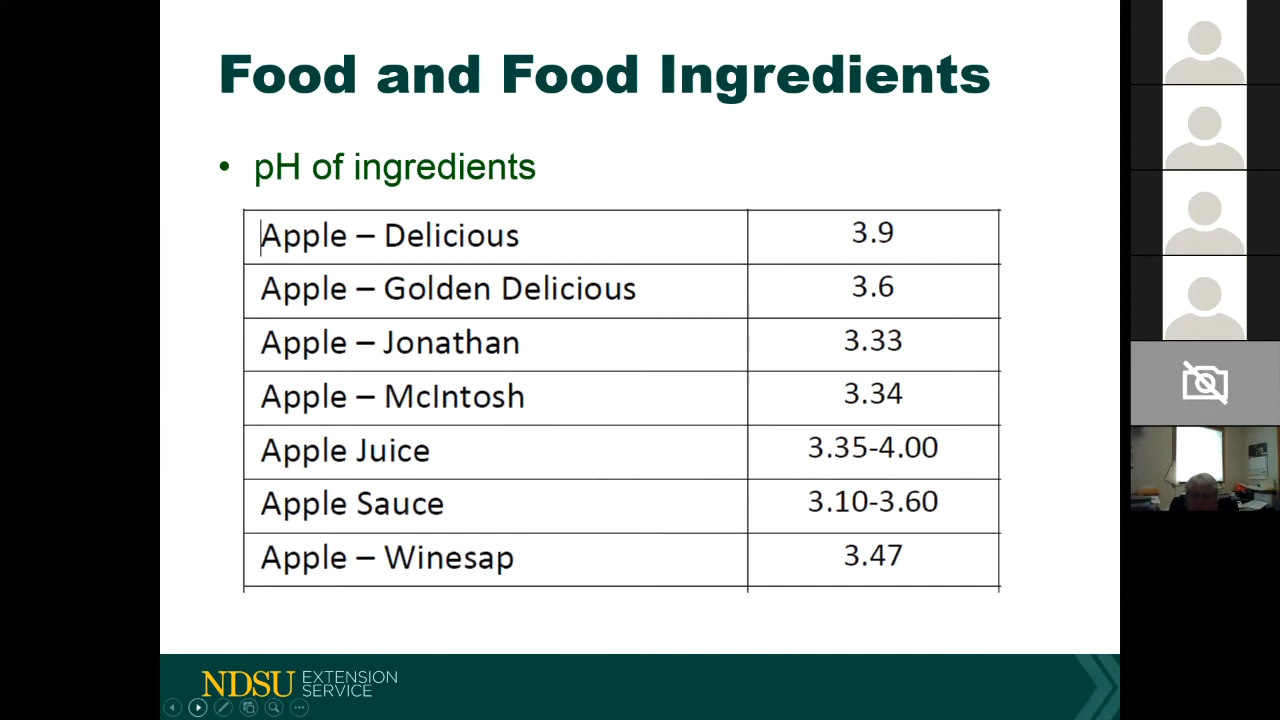 Food and Food Ingredients
• pH of ingredients
Apple – Delicious 3.9
Apple – Golden Delicious 3.6
Apple – Jonathan 3.33
Apple – McIntosh 3.34
Apple Juice 3.35-4.00
Apple Sauce 3.10-3.60
Apple – Winesap 3.47
NDSU EXTENSION
SERVICE